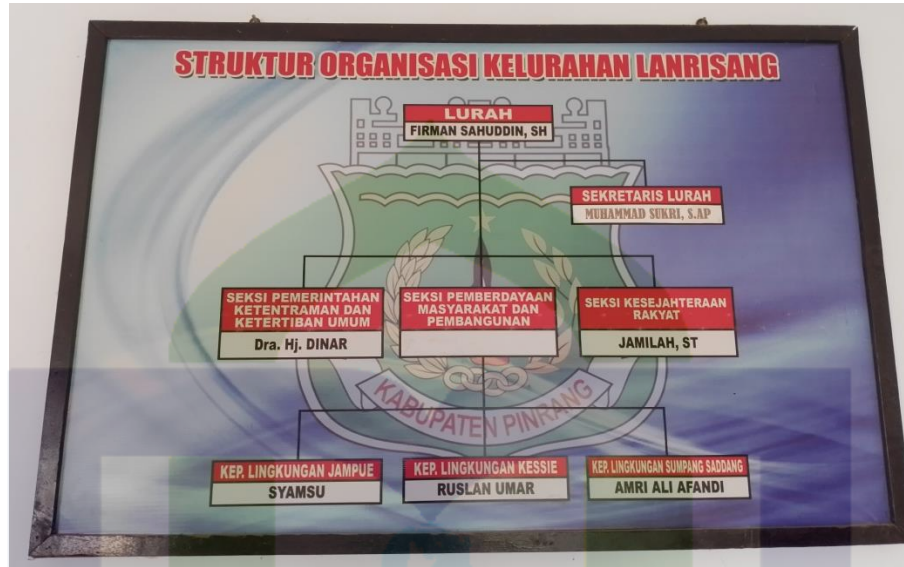 STRUKTUR ORGANISASI KELURAHAN LANRISANG
LURAH
FIRMAN SAHUDDIN, SH
SEKRETARIS LURAH
MUHAMMAD SUKRI, S.AP
SEKSI PEMERINTAHAN
KETENTRAMAN DAN
KETERTIBAN UMUM
Dra. Hj. DINAR
SEKSI PEMBERDAYAAN
MASYARAKAT DAN
PEMBANGUNAN
SEKSI KESEJAHTERAAN
RAKYAT
JAMILAH, ST
KABUPATEN PINRANG
KEP. LINGKUNGAN JAMPUE
SYAMSU
KEP. LINGKUNGAN KESSIE
RUSLAN UMAR
KEP. LINGKUNGAN SUMPANG SADDANG
AMRI ALI AFANDI